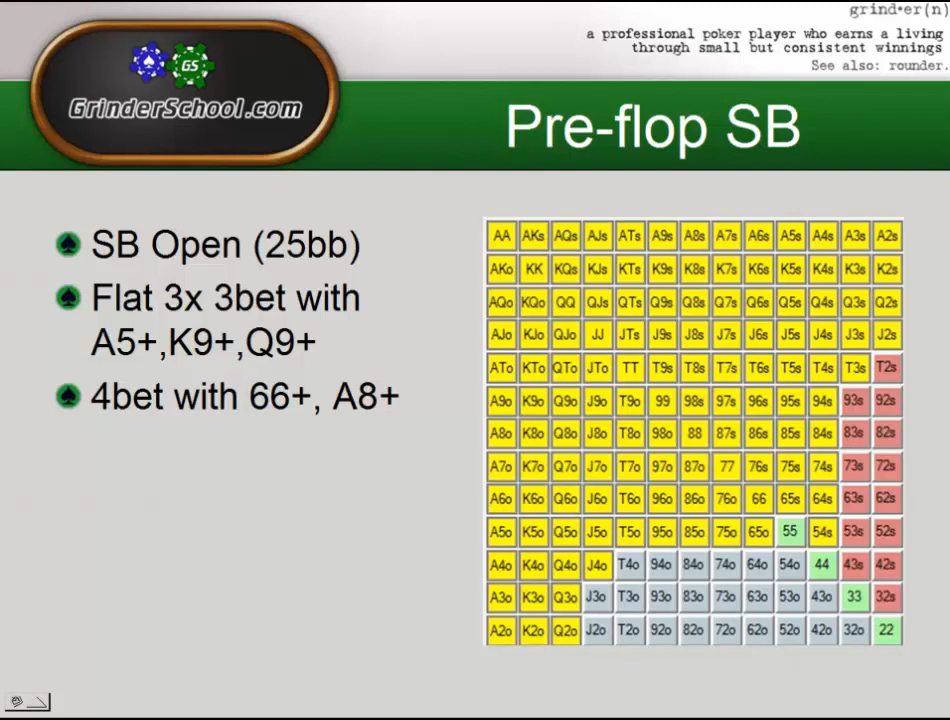 grind•er(n)
a professional poker player who earns a living
through small but consistent winnings
See also: rounder.
GS
GrinderSchool.com
Pre-flop SB
SB Open (25bb)
Flat 3x 3bet with
A5+,K9+,Q9+
4bet with 66+, A8+
AA AKs AQs AJs ATs A9s A8s A7s A6s A5s A4s A3s A2s
AKo KK KQs KJs KTs K9s K8s K7s K6s K5s K4s K3s K2s
AQo KQo QQ QJs QTs Q9s Q8s Q7s Q6s Q5s Q4s Q3s Q2s
AJo KJo QJo JJ JTs J9s J8s J7s J6s J5s J4s J3s J2s
ATo KTo QTo JTo TT T9s T8s T7s T6s T5s T4s T3s T2s
A9o K9o Q9o J9o T9o 99 98s 97s 96s 95s 94s 93s 92s
A8o K8o Q8o J8o T8o 98o 88 87s 86s 85s 84s 83s 82s
A7o K7o Q7o J7o T7o 97o 87o 77 76s 75s 74s 73s 72s
A6o K6o Q6o J6o T6o 96o 86o 76o 66 65s 64s 63s 62s
A5o K5o Q5o J5o T5o 95o 85o 75o 65o 55 54s 53s 52s
A4o K4o Q4o J4o T4o 94o 84o 74o 64o 54o 44 43s 42s
A3o K3o Q3o J3o T3o 93o 83o 73o 63o 53o 43o 33 32s
A2o K2o Q2o J2o T2o 92o 82o 72o 62o 52o 42o 32o 22